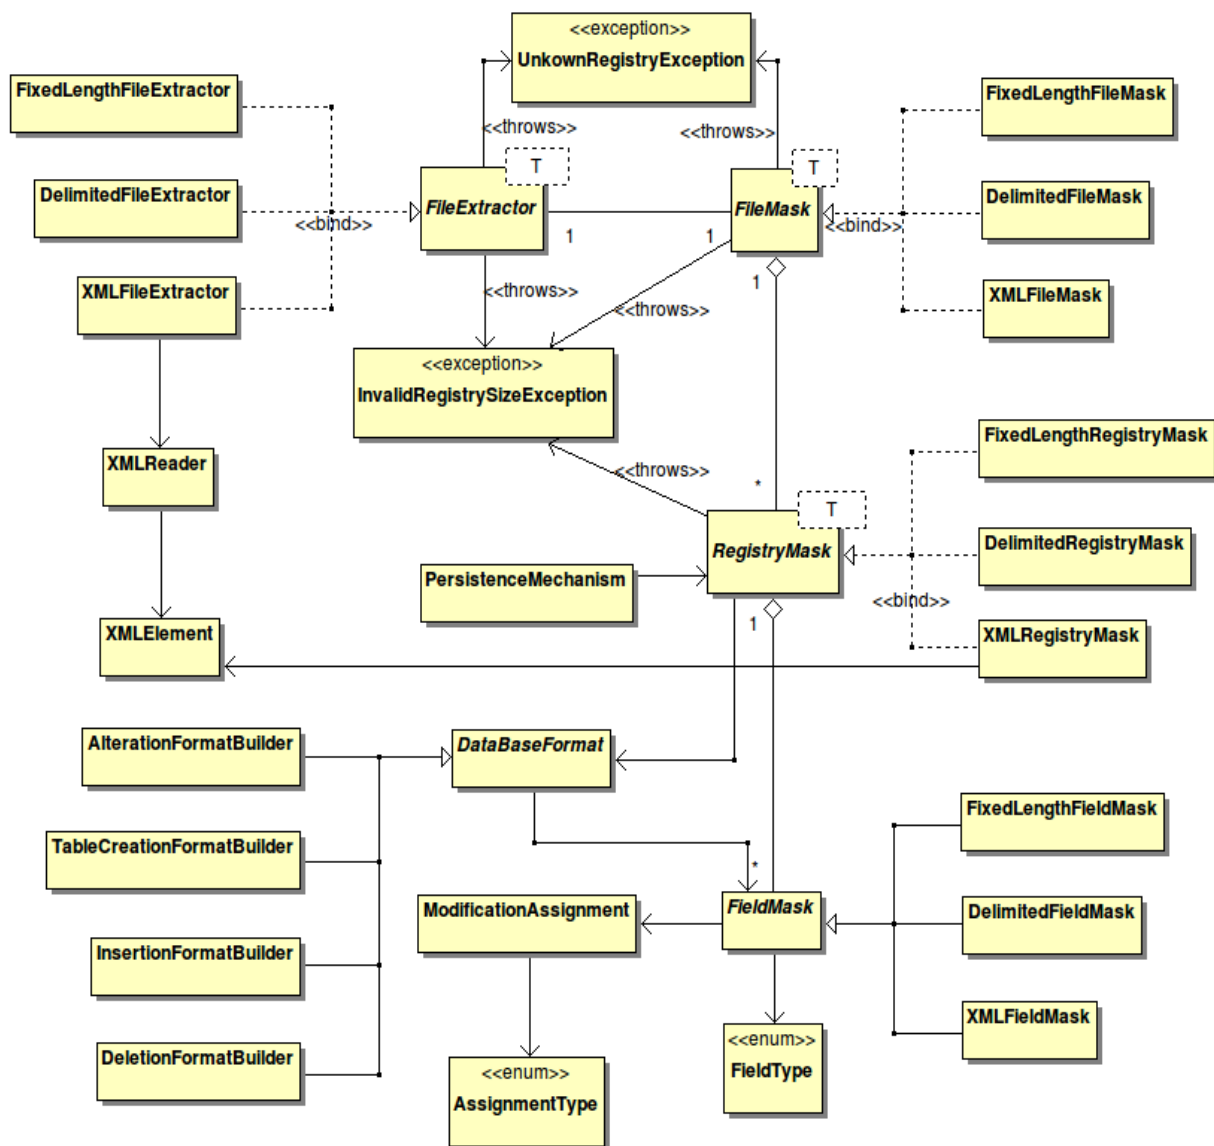 <<exception>>
UnkownRegistryException
FixedLengthFileExtractor
FixedLengthFileMask
<<throws>>
<<throws>>
T
T
DelimitedFileExtractor
FileExtractor
FileMask
DelimitedFileMask
<<bind>>
<<bind>>
1
1
XMLFileExtractor
<<throws>>
1
XMLFileMask
<<throws>>
<<exception>>
InvalidRegistrySizeException
FixedLengthRegistryMask
XMLReader
<<throws>>
*
T
RegistryMask
DelimitedRegistryMask
PersistenceMechanism
<<bind>>
XMLElement
1
XMLRegistryMask
AlterationFormatBuilder
DataBaseFormat
FixedLengthFieldMask
TableCreationFormatBuilder
*
ModificationAssignment
FieldMask
DelimitedFieldMask
InsertionFormatBuilder
XMLFieldMask
DeletionFormatBuilder
<<enum>>
FieldType
<<enum>>
AssignmentType